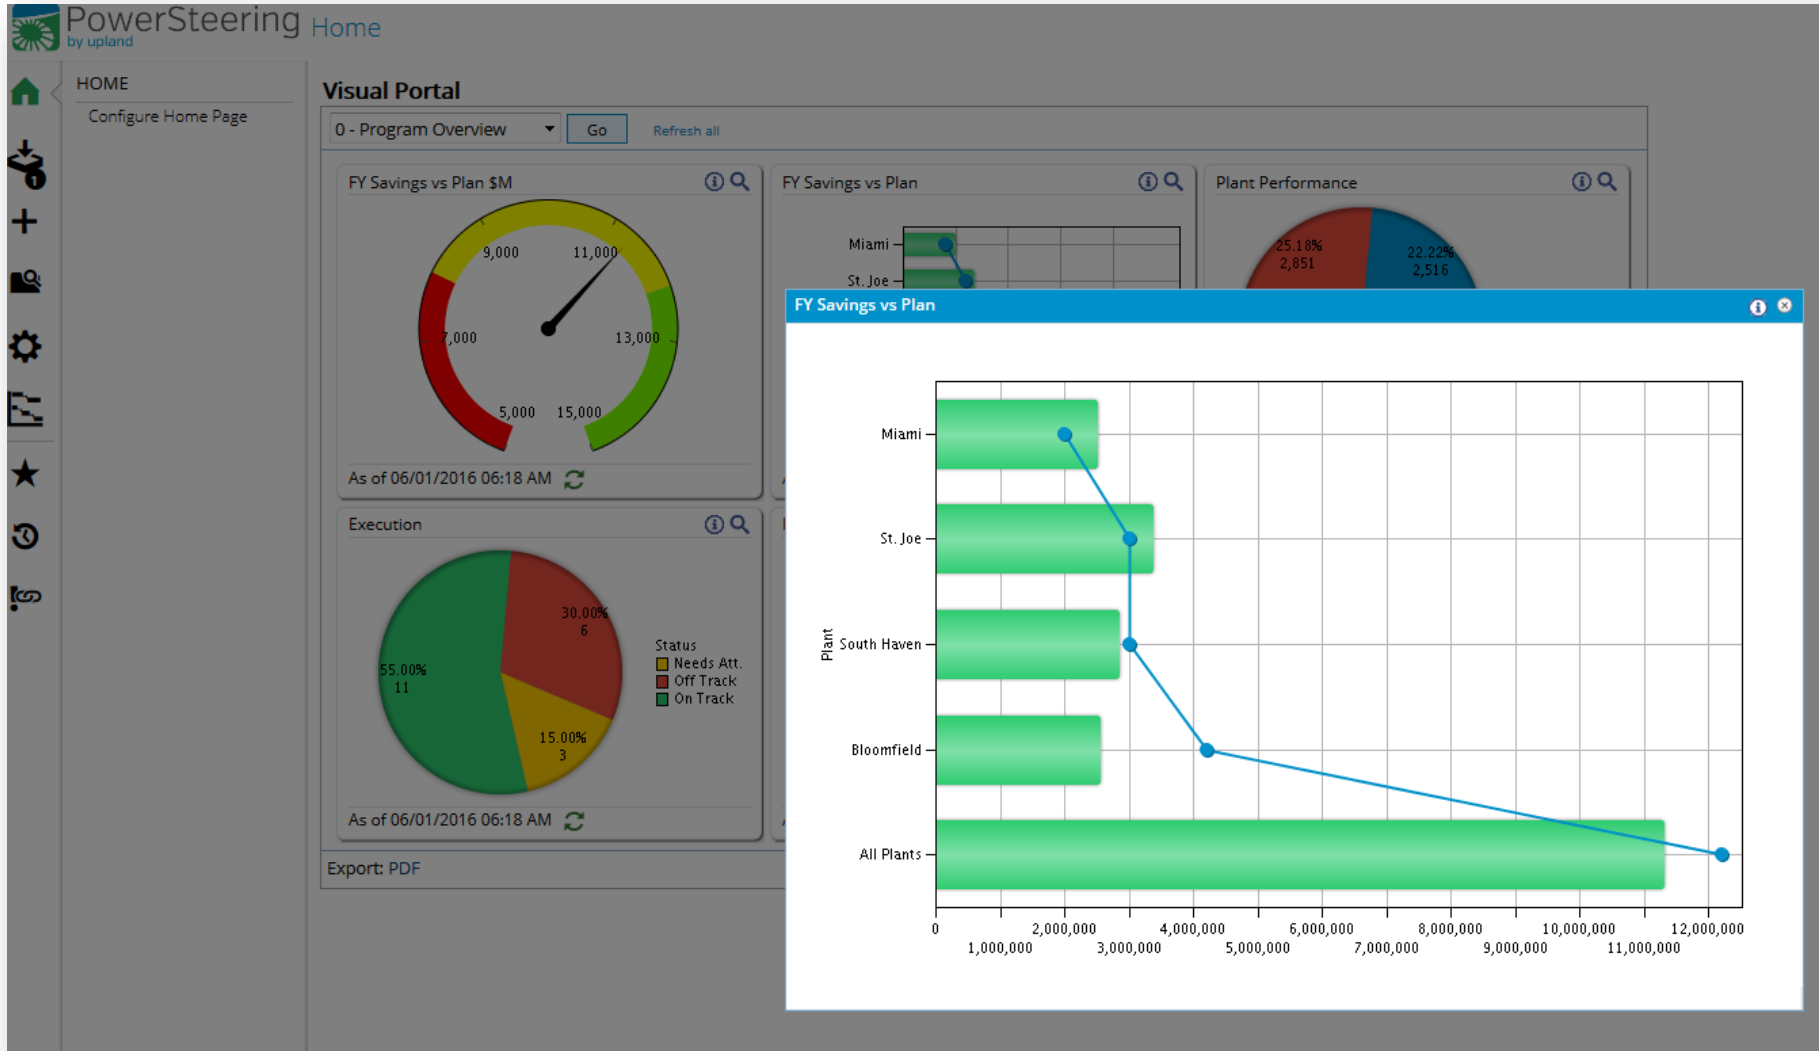 PowerSteering Home
by upland
HOME
Configure Home Page
Visual Portal
0 - Program Overview
Go
Refresh all
FY Savings vs Plan $M
9,000
11,000
7,000
13,000
5,000
15,000
As of 06/01/2016 06:18 AM
FY Savings vs Plan
Miami
St. Joe
Plant Performance
25.18%
2,851
22.22%
2,516
Execution
30.00%
6
55.00%
11
15.00%
3
Status
Needs Att.
Off Track
On Track
As of 06/01/2016 06:18 AM
Export: PDF
1
FY Savings vs Plan
Plant
Miami
St. Joe
South Haven
Bloomfield
All Plants
0
1,000,000
2,000,000
3,000,000
4,000,000
5,000,000
6,000,000
7,000,000
8,000,000
9,000,000
10,000,000
11,000,000
12,000,000